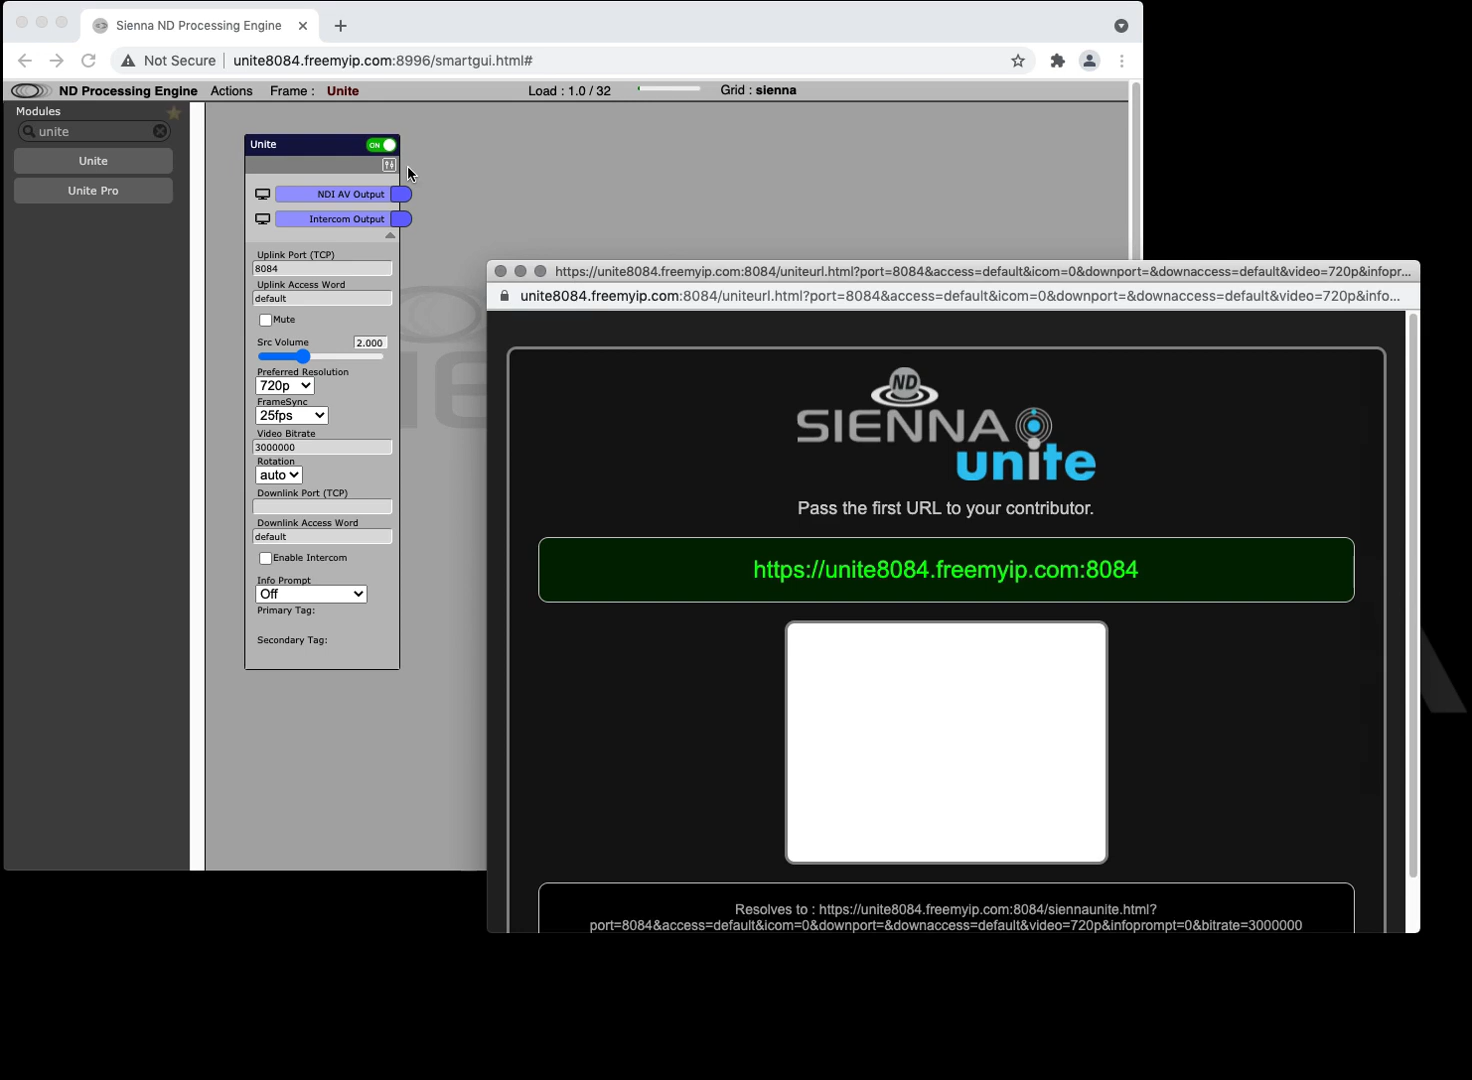 Sienna ND Processing Engine
Not Secure
unite8084.freemyip.com:8996/smartgui.html#
ND Processing Engine Actions Frame : Unite Load : 1.0 / 32 Grid : sienna
Modules
unite
Unite
Unite Pro
Unite
ON
NDI AV Output
Intercom Output
Uplink Port (TCP)
8084
Uplink Access Word
default
Mute
Src Volume 2.000
Preferred Resolution
720p
FrameSync
25fps
Video Bitrate
3000000
Rotation
auto
Downlink Port (TCP)
Downlink Access Word
default
Enable Intercom
Info Prompt
Off
Primary Tag:
Secondary Tag:
https://unite8084.freemyip.com:8084/uniteurl.html?port=8084&access=default&icom=0&downport=&downaccess=default&video=720p&infopr...
unite8084.freemyip.com:8084/uniteurl.html?port=8084&access=default&icom=0&downport=&downaccess=default&video=720p&info...
ND
SIENNA
unite
Pass the first URL to your contributor.
https://unite8084.freemyip.com:8084
Resolves to : https://unite8084.freemyip.com:8084/siennaunite.html?
port=8084&access=default&icom=0&downport=&downaccess=default&video=720p&infoprompt=0&bitrate=3000000